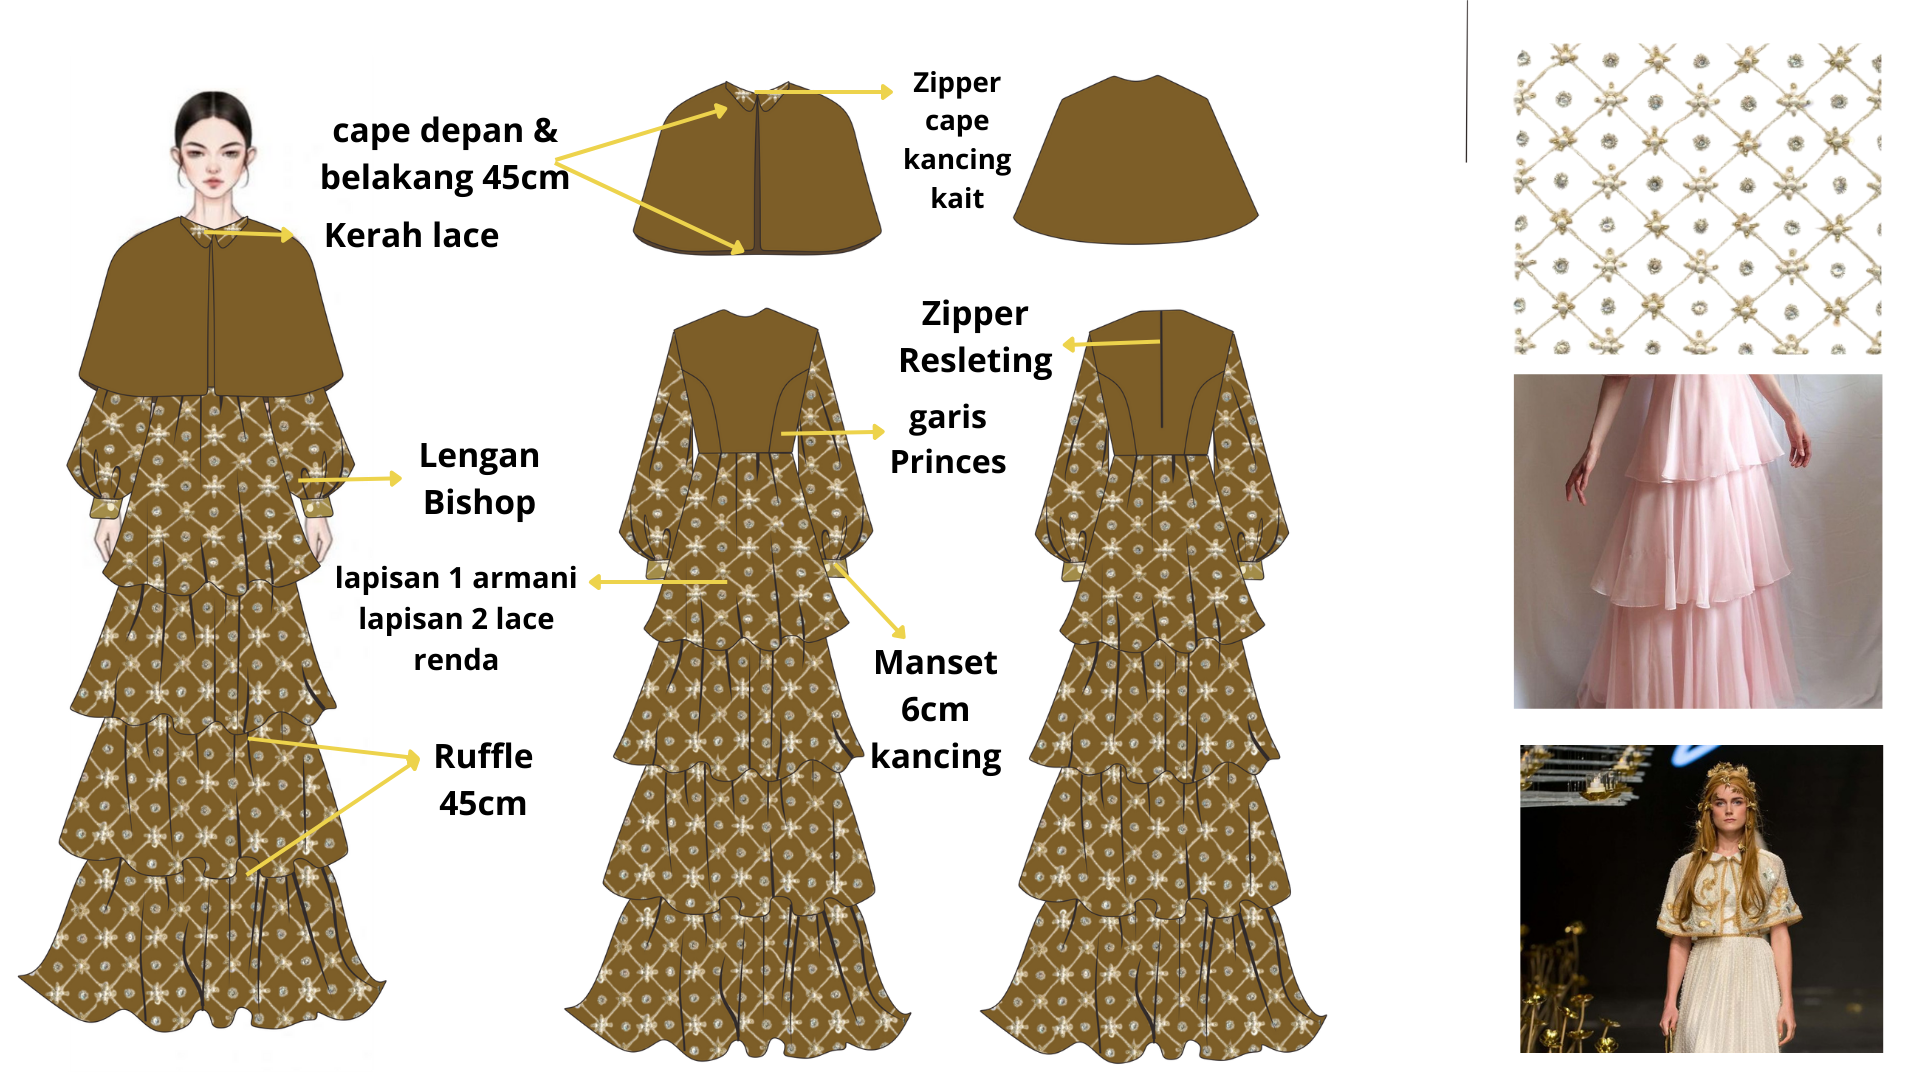 cape depan &
belakang 45cm
Kerah lace
Zipper
cape
kancing
kait
Zipper
Resleting
garis
Princes
Lengan
Bishop
lapisan 1 armani
lapisan 2 lace
renda
Manset
6cm
kancing
Ruffle
45cm